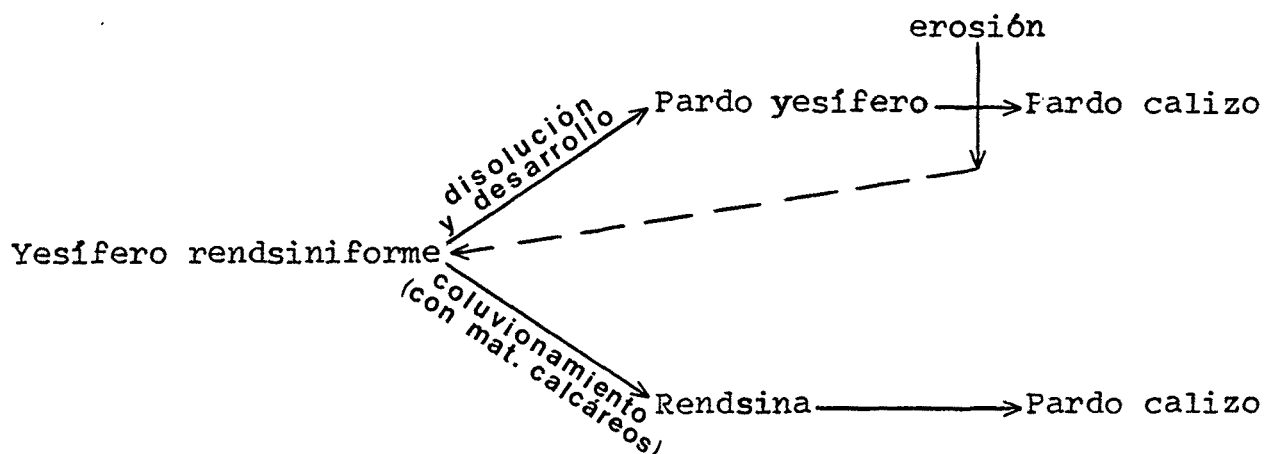 erosión
Pardo yesífero
Pardo calizo
disolución
y desarrollo
Yesífero rendsiniforme
coluvionamiento
(con mat. calcáreos)
Rendsina
Pardo calizo